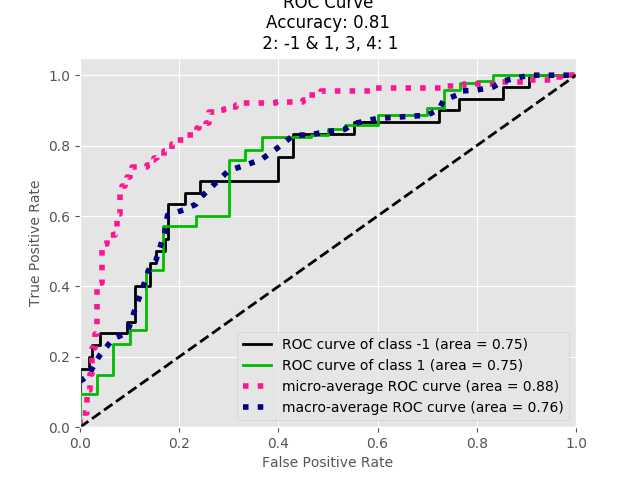 ROC Curve
Accuracy: 0.81
2: -1 & 1, 3, 4: 1
1.0
0.8
0.6
0.4
0.2
0.0
True Positive Rate
ROC curve of class -1 (area = 0.75)
ROC curve of class 1 (area = 0.75)
micro-average ROC curve (area = 0.88)
macro-average ROC curve (area = 0.76)
0.0 0.2 0.4 0.6 0.8 1.0
False Positive Rate